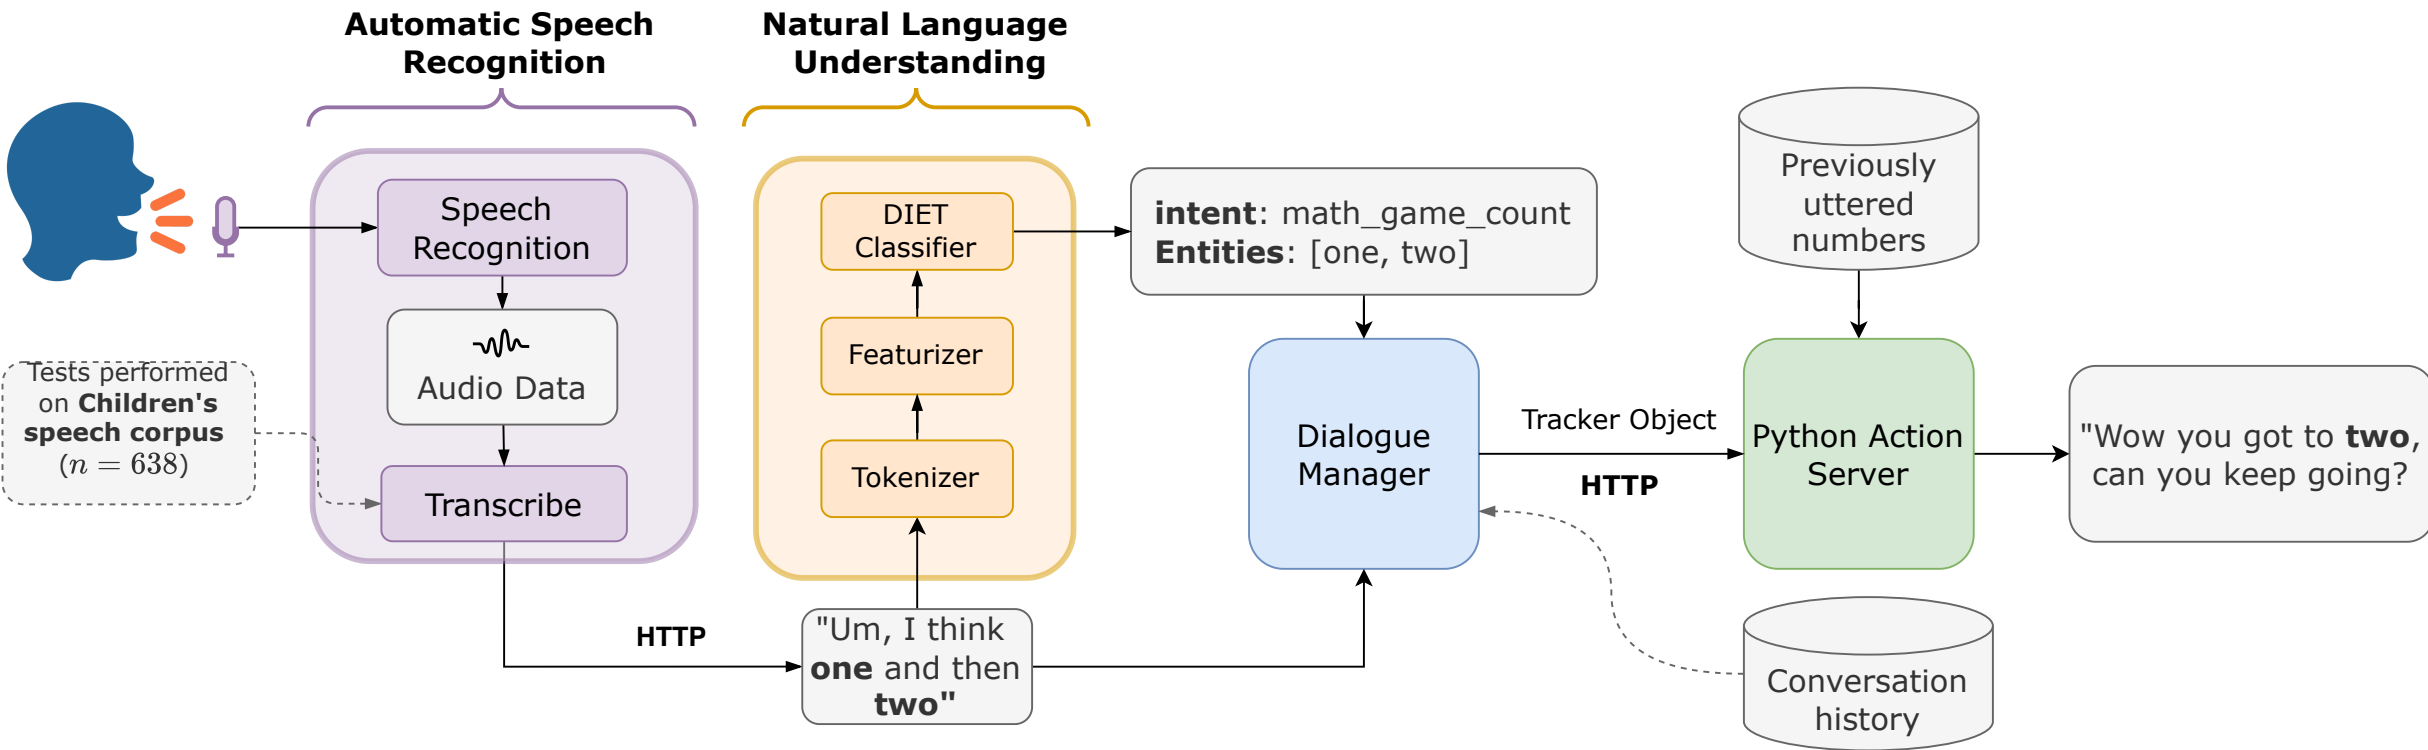 Automatic Speech
Recognition
Natural Language
Understanding
Speech
Recognition
Audio Data
Transcribe
Tests performed
on Children's
speech corpus
(n = 638)
HTTP
"Um, I think
one and then
two"
DIET
Classifier
Featurizer
Tokenizer
intent: math_game_count
Entities: [one, two]
Dialogue
Manager
Tracker Object
HTTP
Previously
uttered
numbers
Python Action
Server
Conversation
history
"Wow you got to two,
can you keep going?